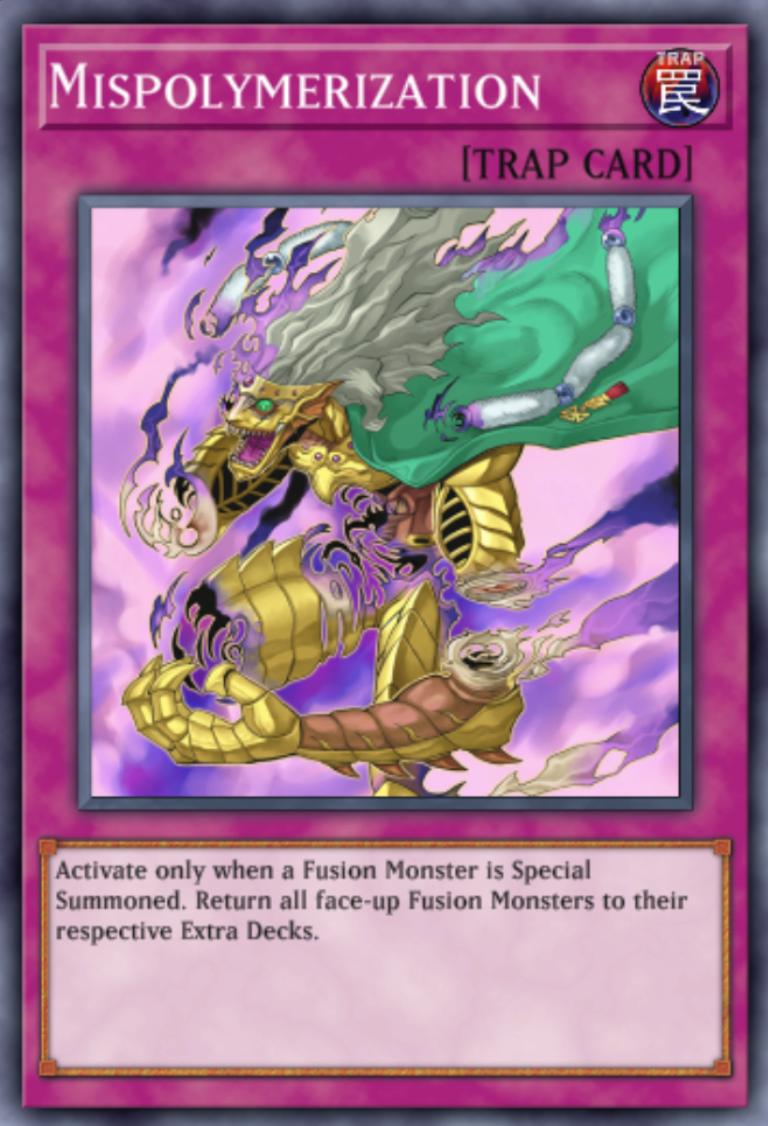 MISPOLYMERIZATION
TRAP
罠
[TRAP CARD]
Activate only when a Fusion Monster is Special
Summoned. Return all face-up Fusion Monsters to their
respective Extra Decks.